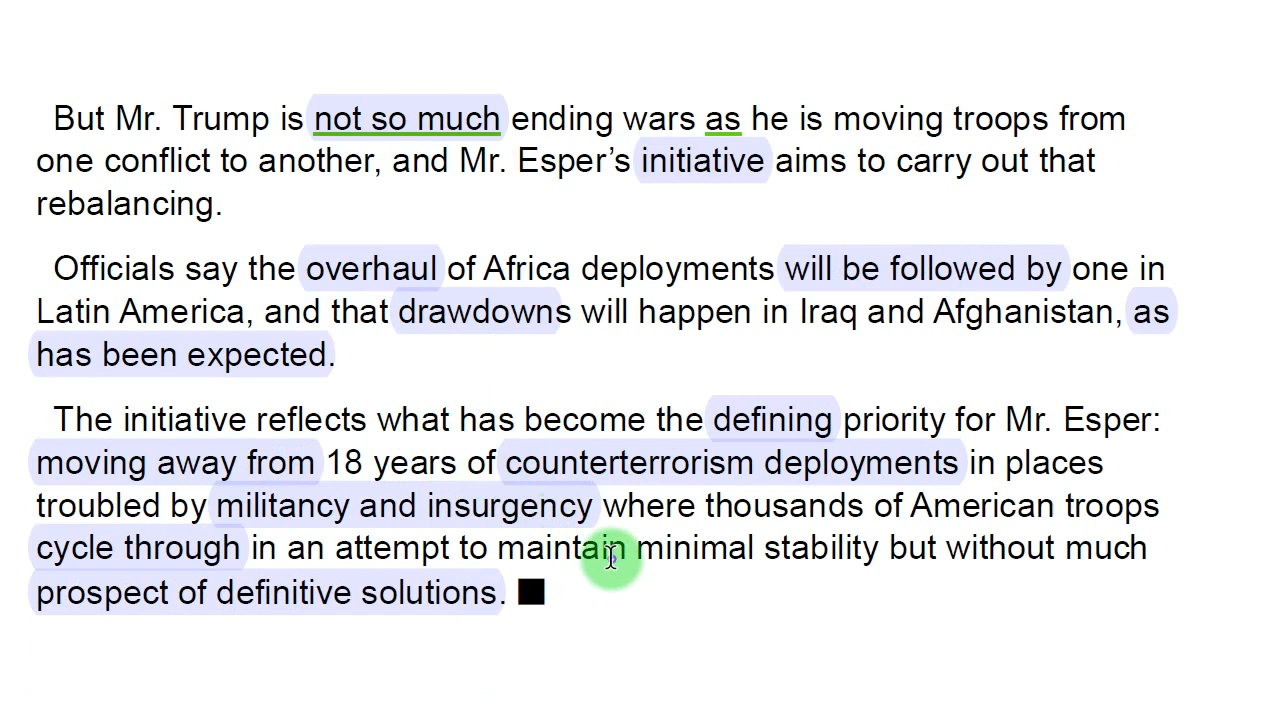 But Mr. Trump is not so much ending wars as he is moving troops from
one conflict to another, and Mr. Esper’s initiative aims to carry out that
rebalancing.
Officials say the overhaul of Africa deployments will be followed by one in
Latin America, and that drawdowns will happen in Iraq and Afghanistan, as
has been expected.
The initiative reflects what has become the defining priority for Mr. Esper:
moving away from 18 years of counterterrorism deployments in places
troubled by militancy and insurgency where thousands of American troops
cycle through in an attempt to maintain minimal stability but without much
prospect of definitive solutions. ■